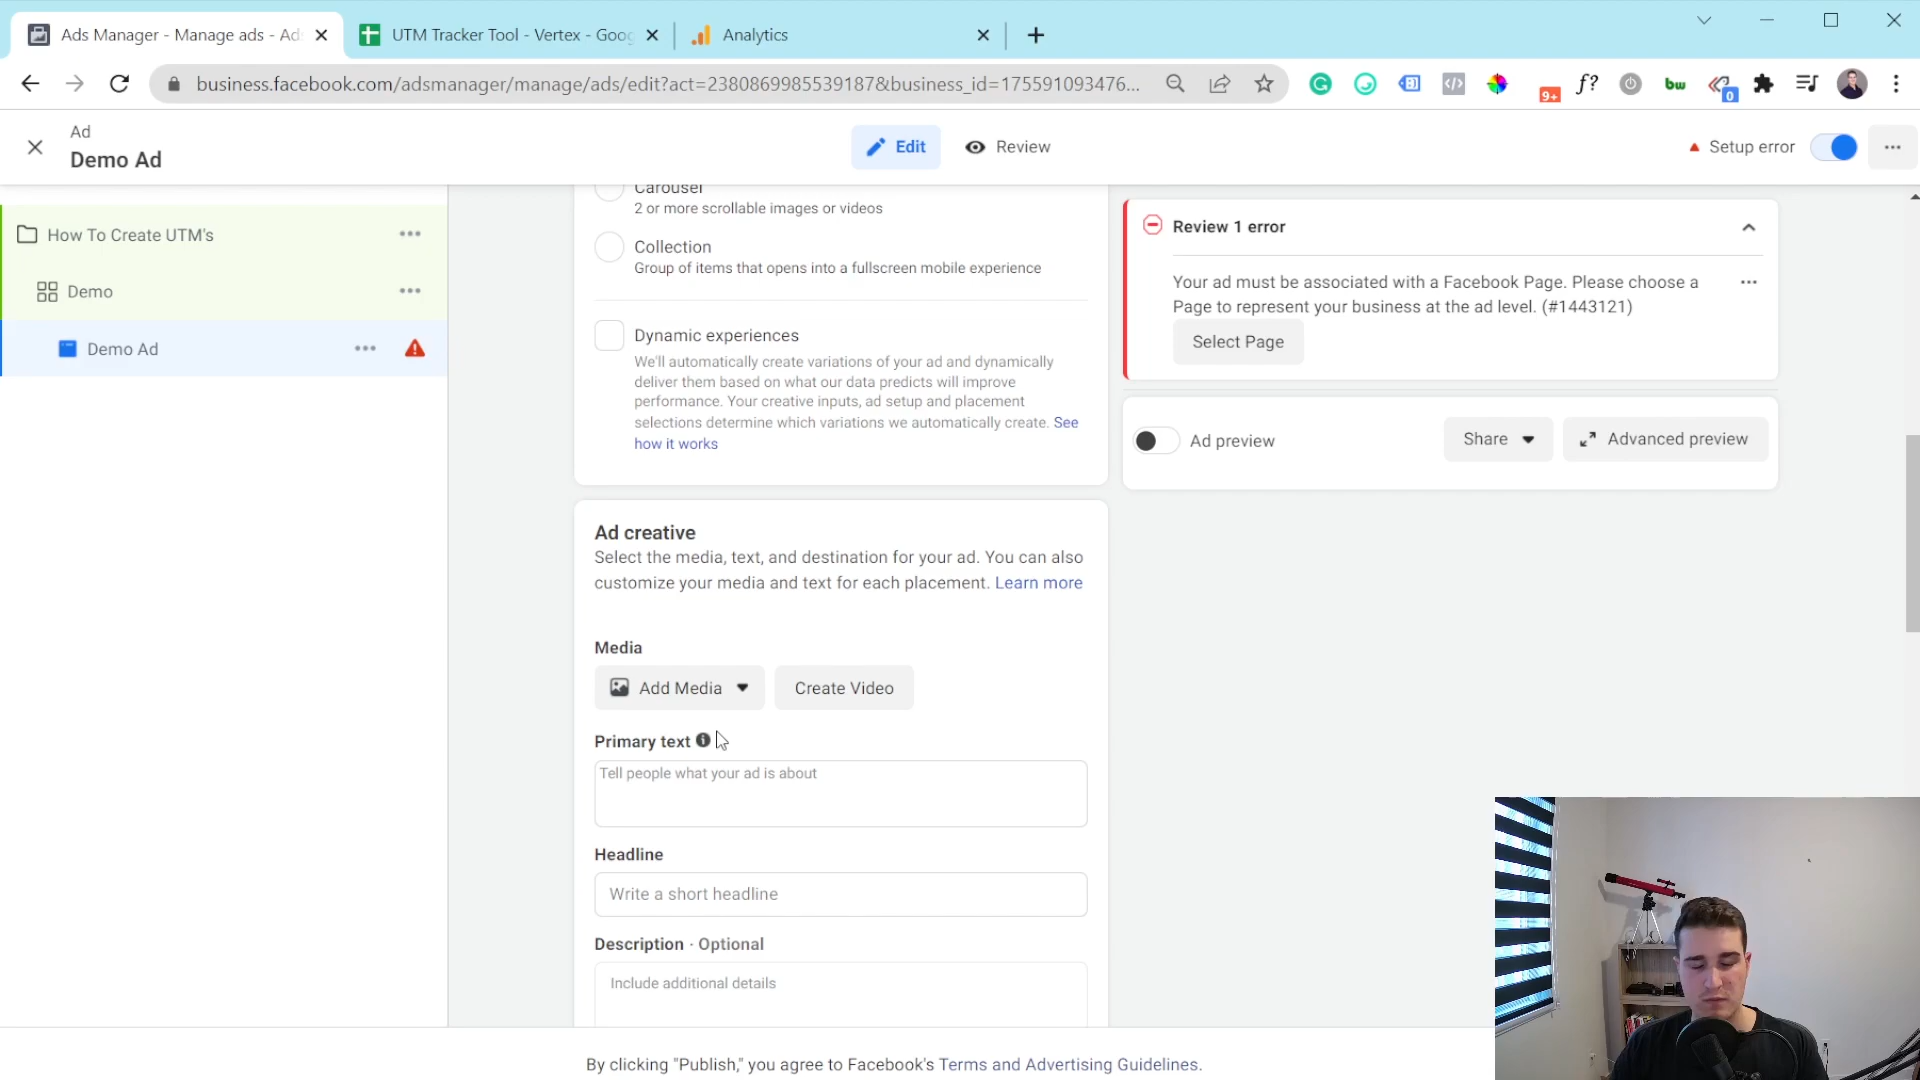 Ads Manager - Manage ads - Ads
UTM Tracker Tool - Vertex - Goog
Analytics
business.facebook.com/adsmanager/manage/ads/edit?act=2380869985539187&business_id=175591093476...
9+
f?
bw
0
Ad
Demo Ad
Edit
Review
Setup error
How To Create UTM's
Demo
Demo Ad
Carousel
2 or more scrollable images or videos
Collection
Group of items that opens into a fullscreen mobile experience
Dynamic experiences
We'll automatically create variations of your ad and dynamically
deliver them based on what our data predicts will improve
performance. Your creative inputs, ad setup and placement
selections determine which variations we automatically create. See
how it works
Ad creative
Select the media, text, and destination for your ad. You can also
customize your media and text for each placement. Learn more
Media
Add Media
Create Video
Primary text
Tell people what your ad is about
Headline
Write a short headline
Description · Optional
Include additional details
Review 1 error
Your ad must be associated with a Facebook Page. Please choose a
Page to represent your business at the ad level. (#1443121)
Select Page
Ad preview
Share
Advanced preview
By clicking "Publish," you agree to Facebook's Terms and Advertising Guidelines.